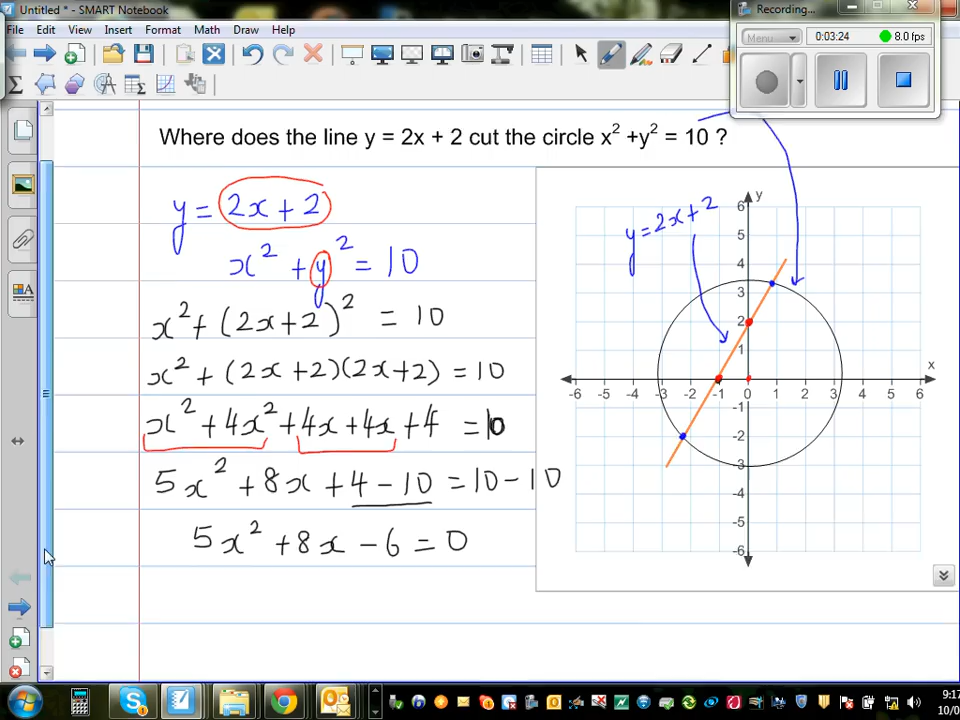 Untitled * - SMART Notebook
Recording...
File Edit View Insert Format Math Draw Help
Menu 00:03:24 8.0 fps
Where does the line y = 2x + 2 cut the circle x² +y² = 10 ?
y = 2x + 2
x² + y² = 10
x² + (2x+2)² = 10
x² + (2x+2)(2x+2) = 10
x² + 4x² + 4x + 4x + 4 = 10
5x² + 8x + 4 - 10 = 10 - 10
5x² + 8x - 6 = 0
y
y = 2x + 2
6
5
4
3
2
1
x
-6 -5 -4 -3 -2 -1 0 1 2 3 4 5 6
-1
-2
-3
-4
-5
-6
9:17
10/0